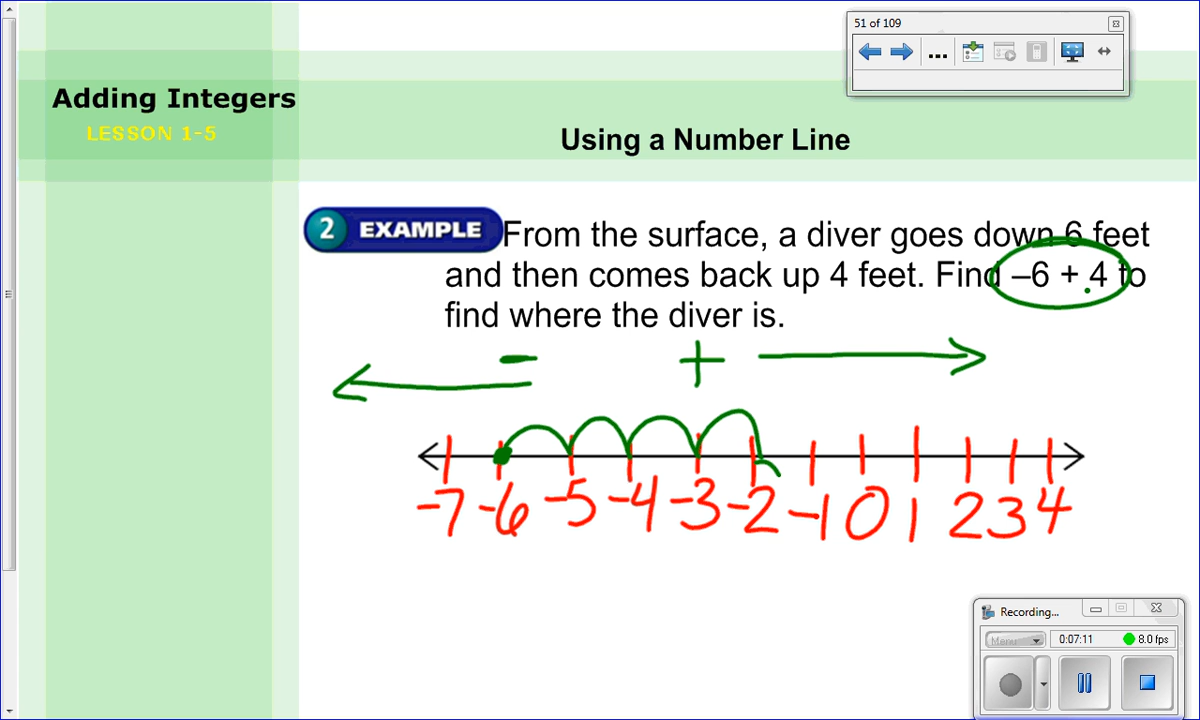 51 of 109
Adding Integers
LESSON 1-5
Using a Number Line
2 EXAMPLE From the surface, a diver goes down 6 feet
and then comes back up 4 feet. Find –6 + 4 to
find where the diver is.
- +
-7 -6 -5 -4 -3 -2 -1 0 1 2 3 4
Recording...
Menu 0:07:11 8.0 fps